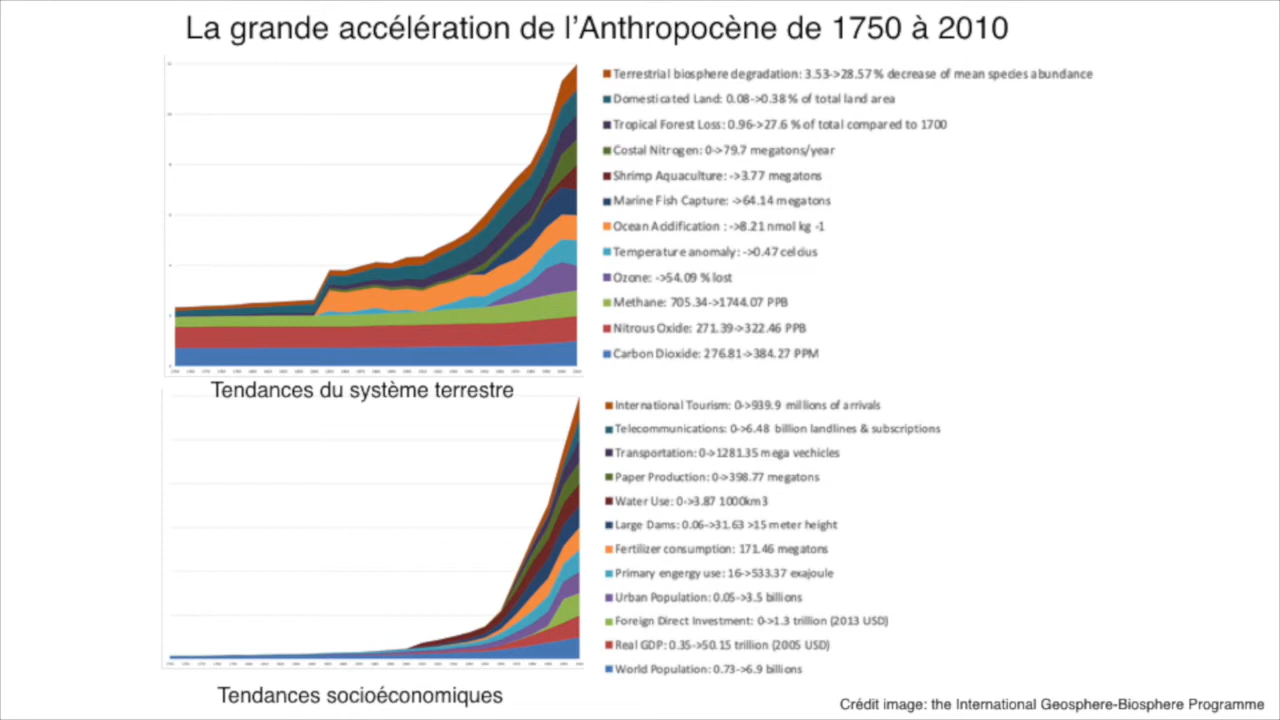 La grande accélération de l'Anthropocène de 1750 à 2010
Terrestrial biosphere degradation: 3.53->28.57 % decrease of mean species abundance
Domesticated Land: 0.08->0.38 % of total land area
Tropical Forest Loss: 0.96->27.6 % of total compared to 1700
Costal Nitrogen: 0->79.7 megatons/year
Shrimp Aquaculture: ->3.77 megatons
Marine Fish Capture: ->64.14 megatons
Ocean Acidification : ->8.21 nmol kg -1
Temperature anomaly: ->0.47 celcius
Ozone: ->54.09 % lost
Methane: 705.34->1744.07 PPB
Nitrous Oxide: 271.39->322.46 PPB
Carbon Dioxide: 276.81->384.27 PPM
Tendances du système terrestre
International Tourism: 0->939.9 millions of arrivals
Telecommunications: 0->6.48 billion landlines & subscriptions
Transportation: 0->1281.35 mega vechicles
Paper Production: 0->398.77 megatons
Water Use: 0->3.87 1000km3
Large Dams: 0.06->31.63 >15 meter height
Fertilizer consumption: 171.46 megatons
Primary engergy use: 16->533.37 exajoule
Urban Population: 0.05->3.5 billions
Foreign Direct Investment: 0->1.3 trillion (2013 USD)
Real GDP: 0.35->50.15 trillion (2005 USD)
World Population: 0.73->6.9 billions
Tendances socioéconomiques
Crédit image: the International Geosphere-Biosphere Programme